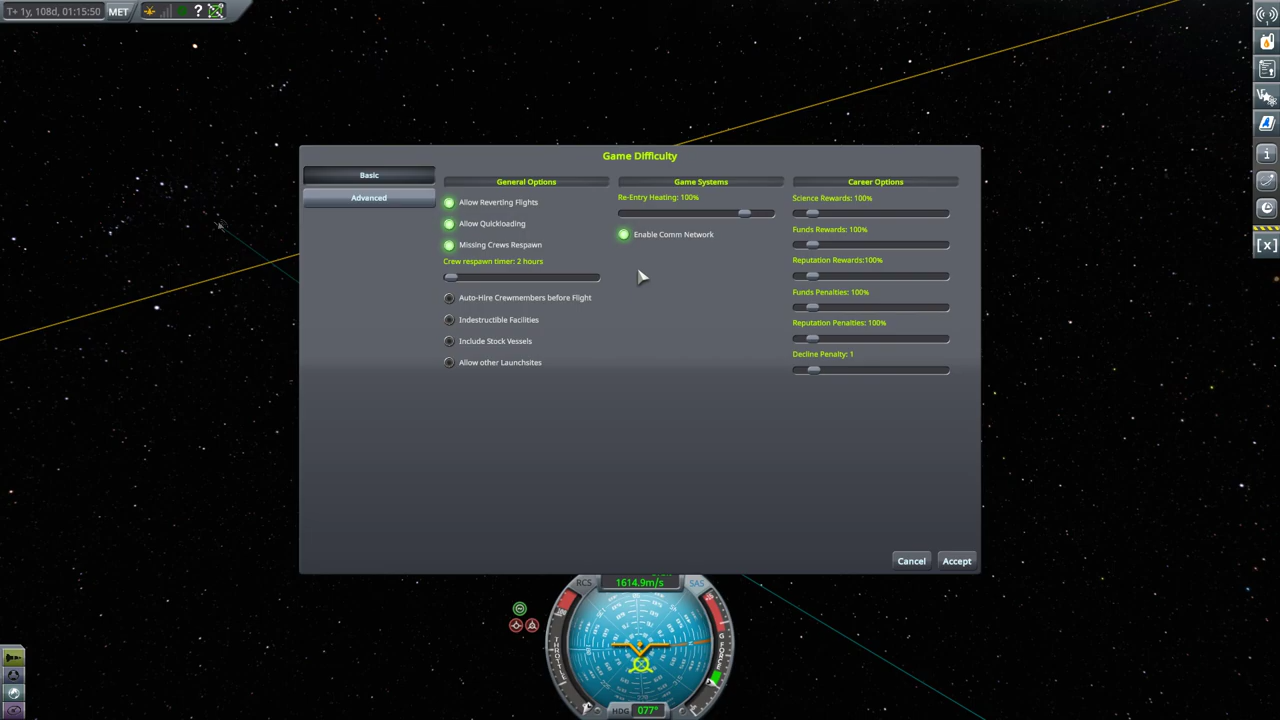 T+ 1y, 108d, 01:15:50 MET
?
Game Difficulty
Basic
Advanced
General Options
Allow Reverting Flights
Allow Quickloading
Missing Crews Respawn
Crew respawn timer: 2 hours
Auto-Hire Crewmembers before Flight
Indestructible Facilities
Include Stock Vessels
Allow other Launchsites
Game Systems
Re-Entry Heating: 100%
Enable Comm Network
Career Options
Science Rewards: 100%
Funds Rewards: 100%
Reputation Rewards:100%
Funds Penalties: 100%
Reputation Penalties: 100%
Decline Penalty: 1
Cancel
Accept
RCS
1614.9m/s
SAS
THROTTLE
G FORCE
HDG 077°
[x]